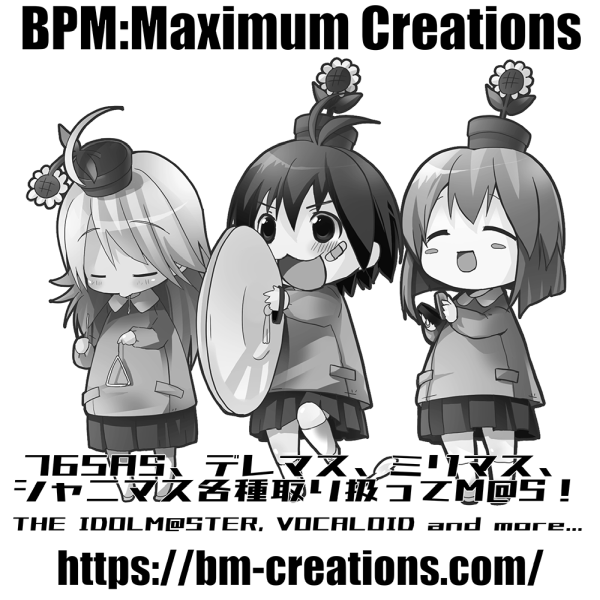 BPM:Maximum Creations
765AS、デレマス、ミリマス、
シャニマス各種取り扱ってM@S！
THE IDOLM@STER, VOCALOID and more...
https://bm-creations.com/